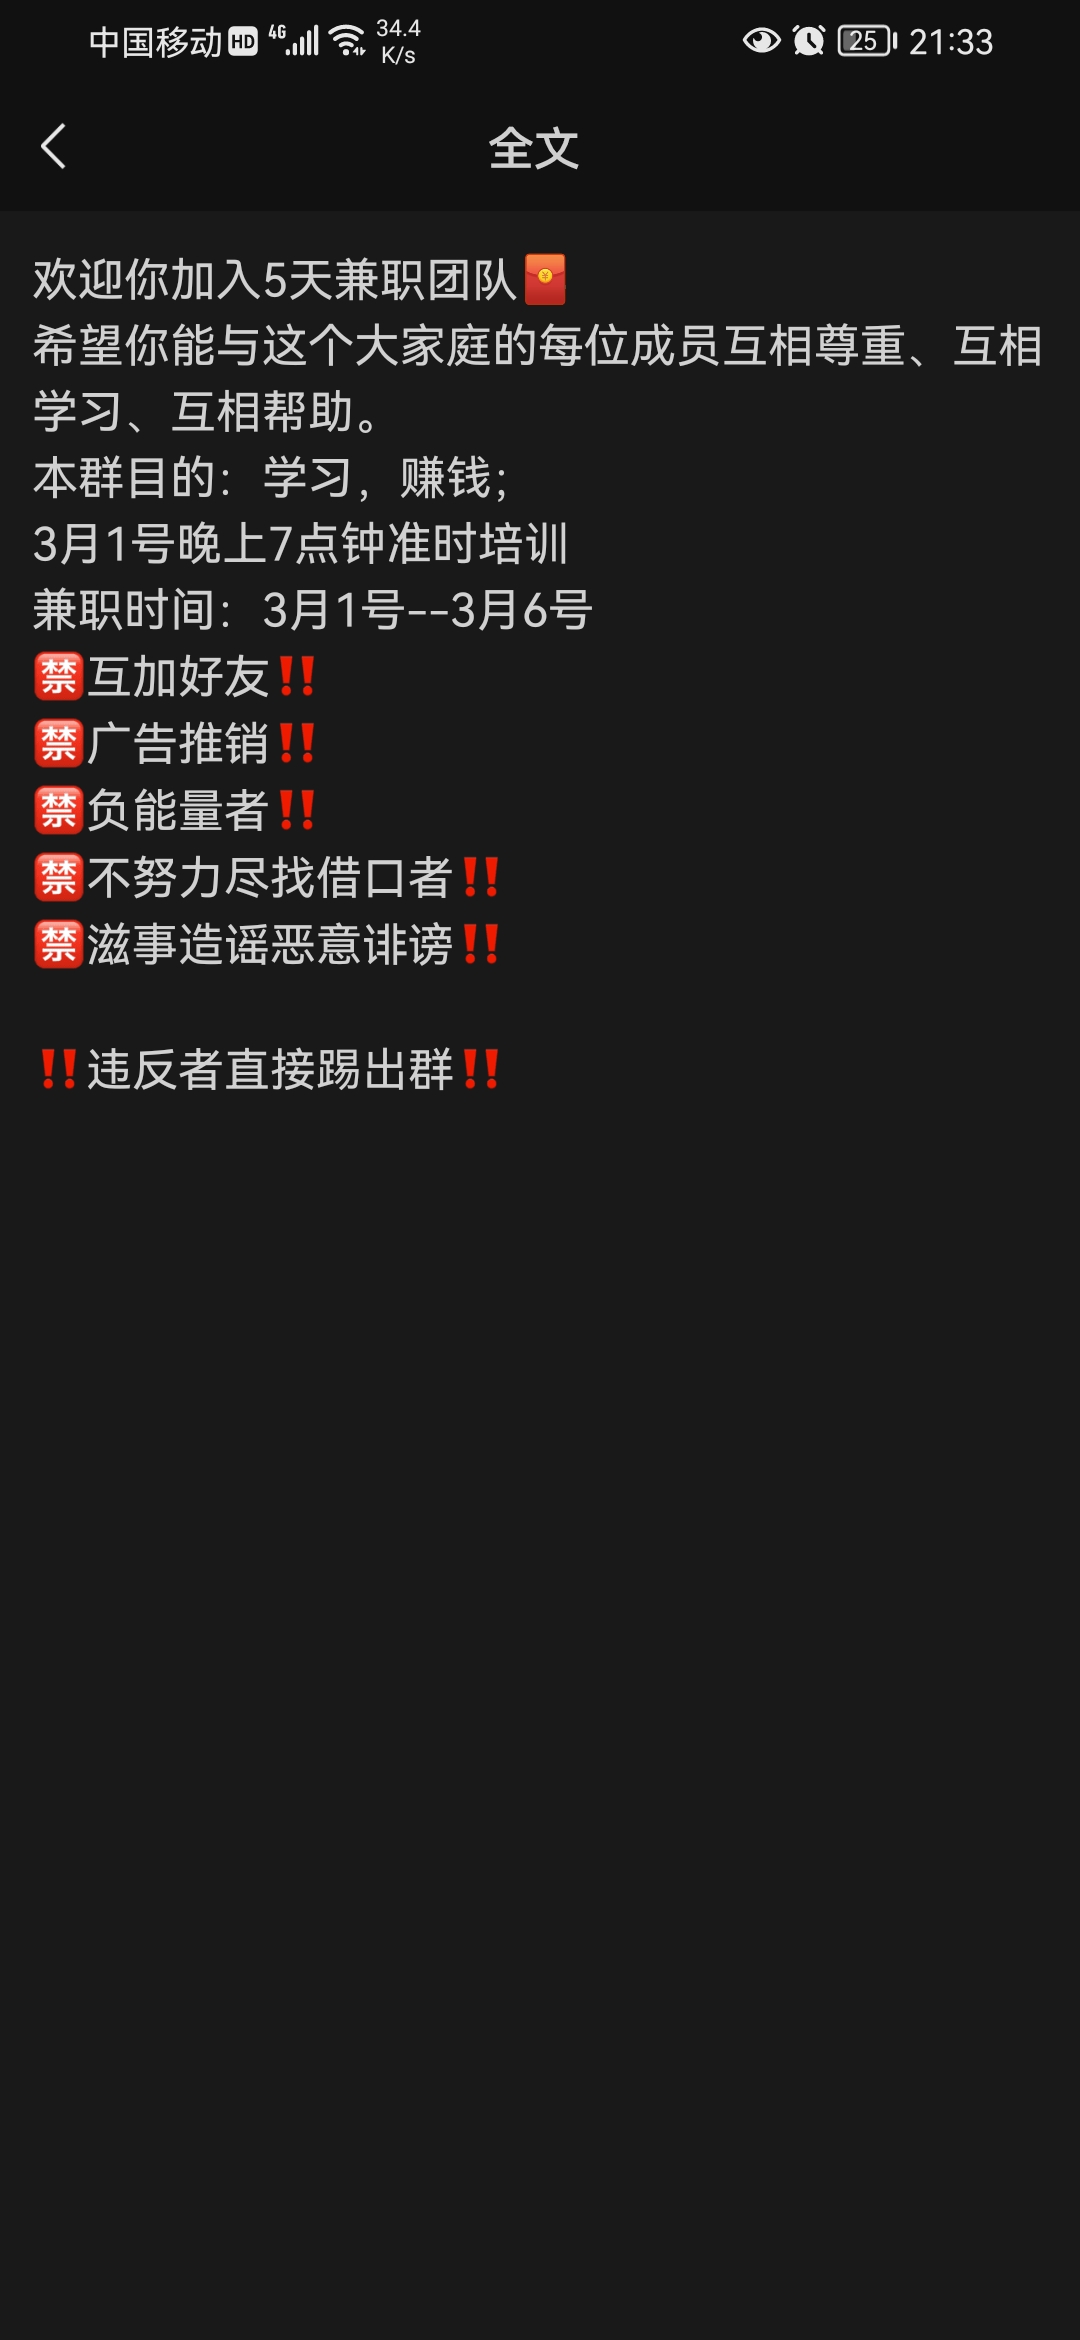 中国移动 HD 4G 34.4 K/s 25 21:33
全文
欢迎你加入5天兼职团队🧧
希望你能与这个大家庭的每位成员互相尊重、互相
学习、互相帮助。
本群目的：学习，赚钱；
3月1号晚上7点钟准时培训
兼职时间：3月1号--3月6号
🈲互加好友‼️
🈲广告推销‼️
🈲负能量者‼️
🈲不努力尽找借口者‼️
🈲滋事造谣恶意诽谤‼️
‼️违反者直接踢出群‼️